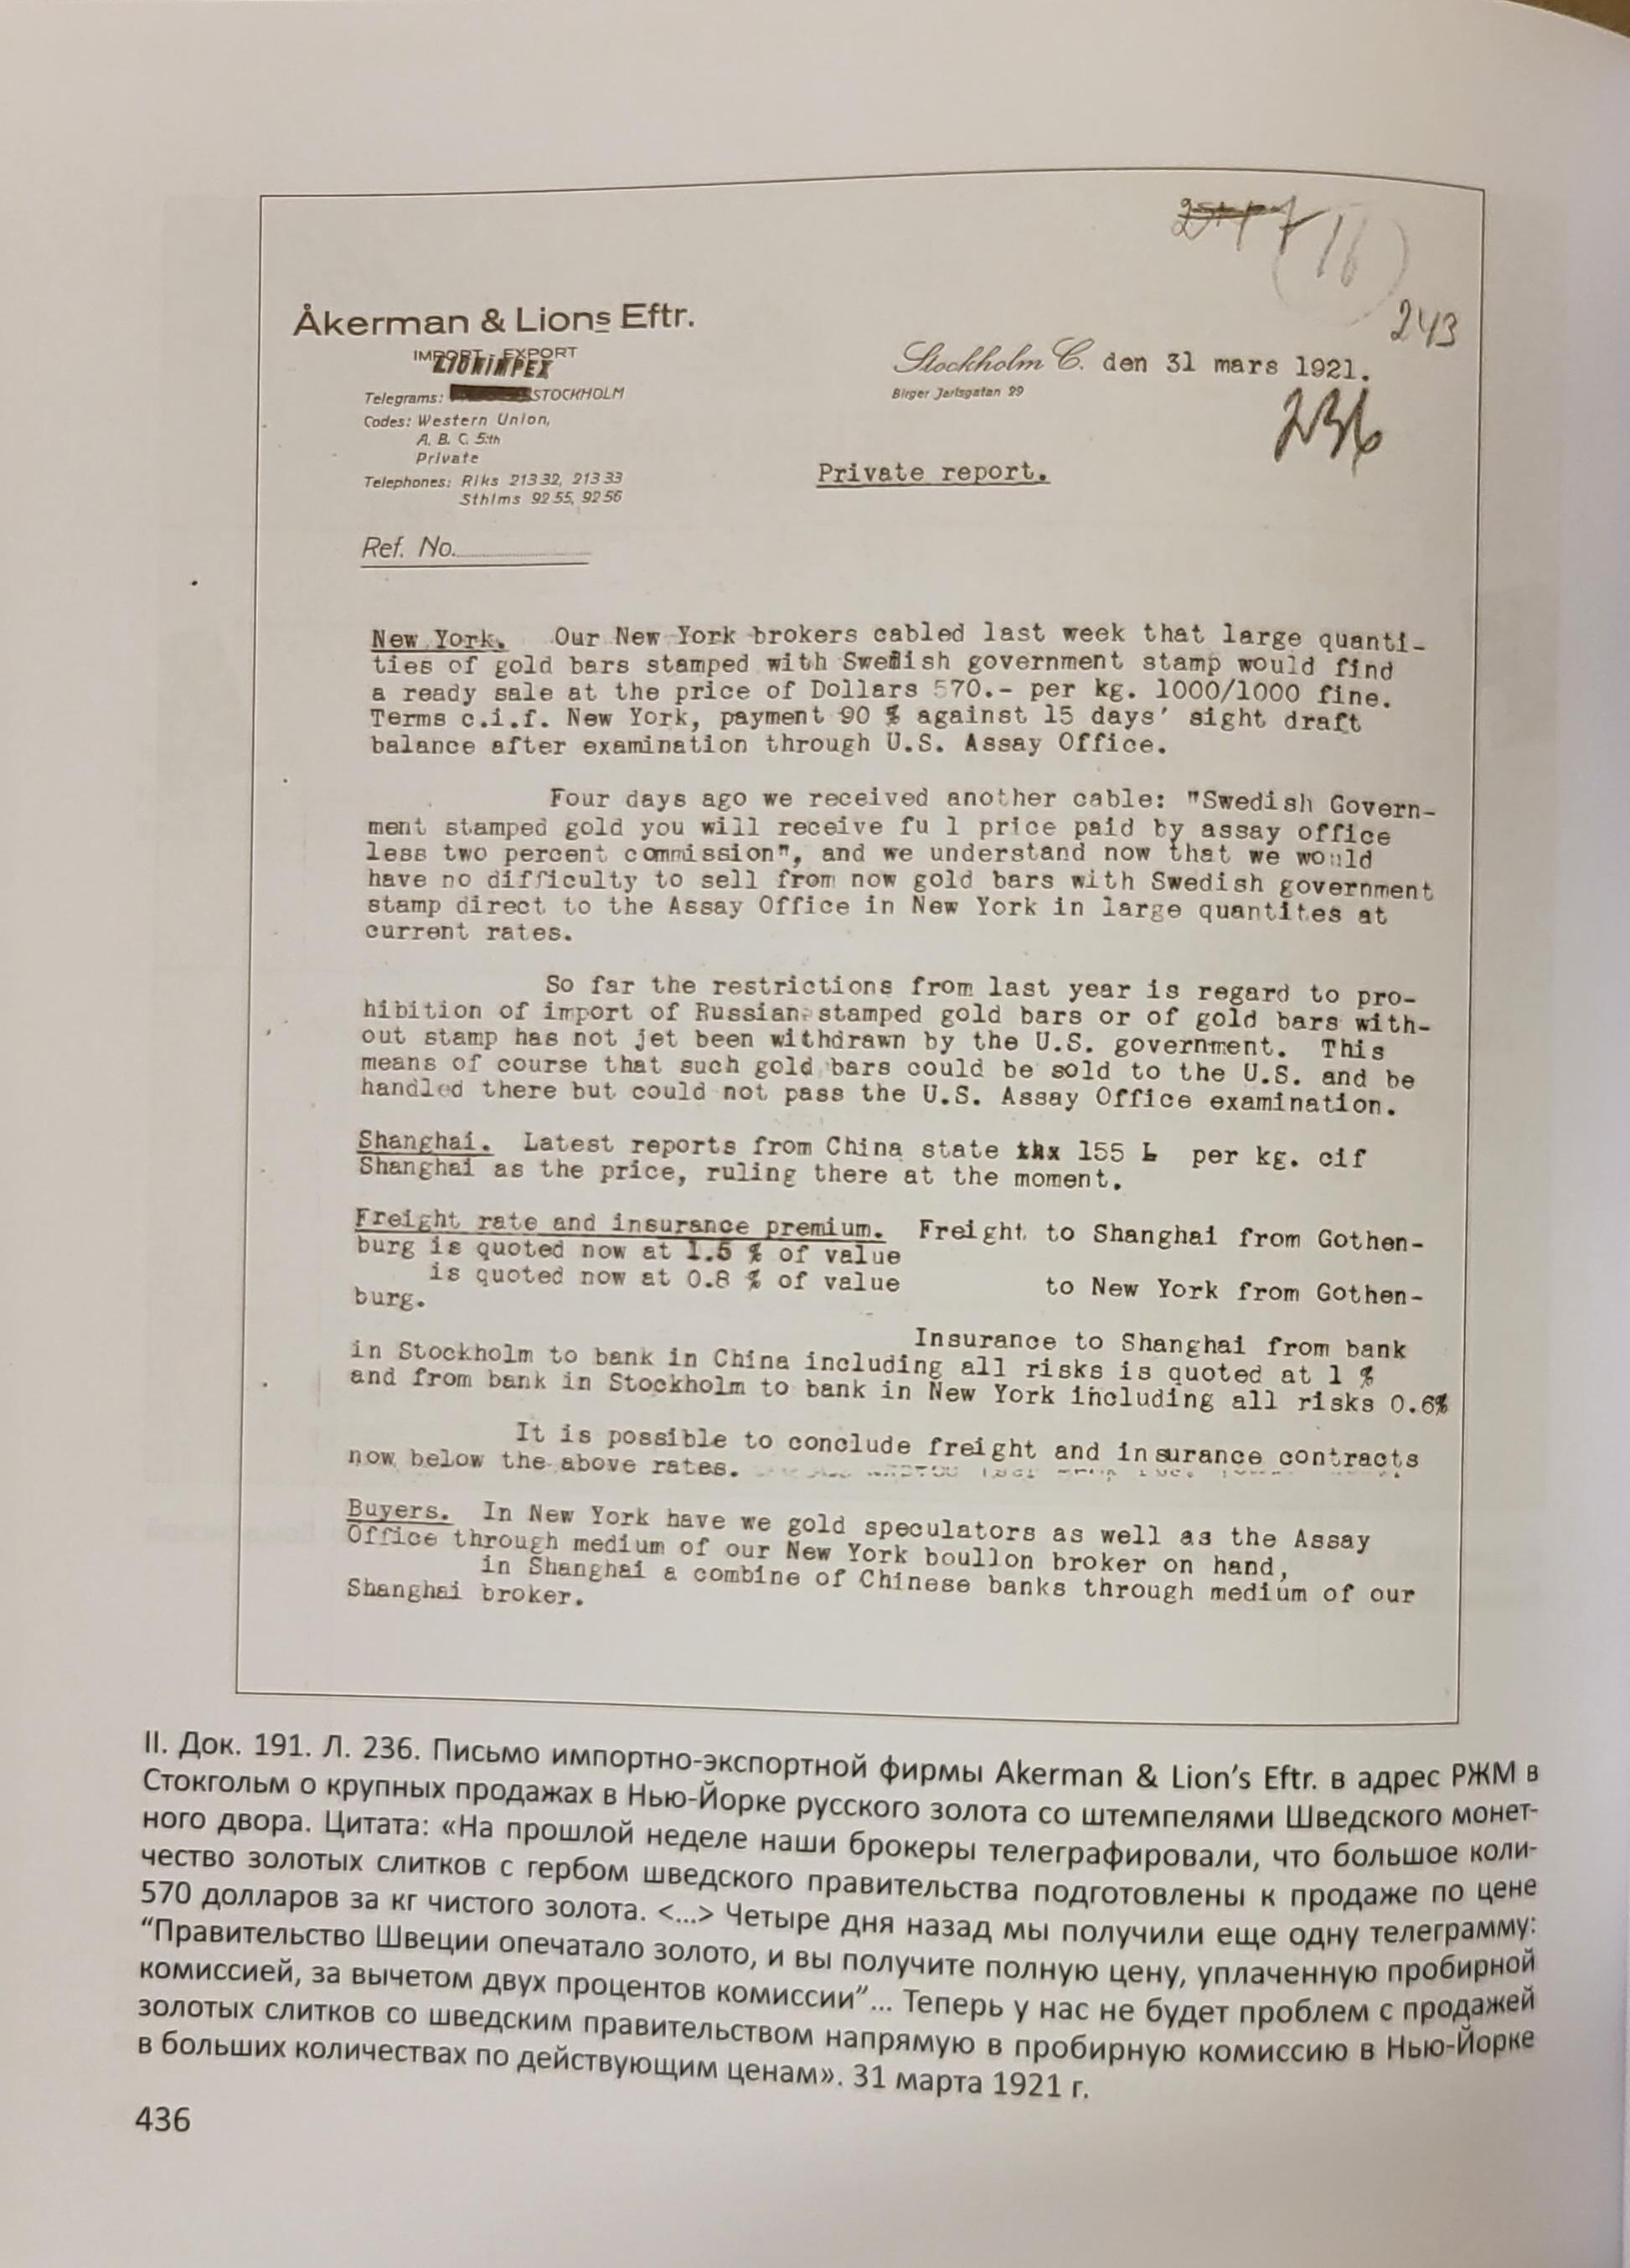 16
243
Åkerman & Lions Eftr.
IMPORT - EXPORT
LIONIMPEX
Stockholm C. den 31 mars 1921.
Birger Jarlsgatan 29
Telegrams: STOCKHOLM
Codes: Western Union,
A. B. C. 5:th
Private
236
Telephones: Riks 213 32, 213 33
Sthlms 92 55, 92 56
Private report.
Ref. No.
New York. Our New York brokers cabled last week that large quanti-
ties of gold bars stamped with Swedish government stamp would find
a ready sale at the price of Dollars 570.- per kg. 1000/1000 fine.
Terms c.i.f. New York, payment 90 % against 15 days' sight draft
balance after examination through U.S. Assay Office.
Four days ago we received another cable: "Swedish Govern-
ment stamped gold you will receive fu l price paid by assay office
less two percent commission", and we understand now that we would
have no difficulty to sell from now gold bars with Swedish government
stamp direct to the Assay Office in New York in large quantites at
current rates.
So far the restrictions from last year is regard to pro-
hibition of import of Russian stamped gold bars or of gold bars with-
out stamp has not jet been withdrawn by the U.S. government. This
means of course that such gold bars could be sold to the U.S. and be
handled there but could not pass the U.S. Assay Office examination.
Shanghai. Latest reports from China state thx 155 £ per kg. cif
Shanghai as the price, ruling there at the moment.
Freight rate and insurance premium. Freight to Shanghai from Gothen-
burg is quoted now at 1.5 % of value
to New York from Gothen-
is quoted now at 0.8 % of value
burg.
Insurance to Shanghai from bank
in Stockholm to bank in China including all risks is quoted at 1 %
and from bank in Stockholm to bank in New York including all risks 0.6%
It is possible to conclude freight and insurance contracts
now below the above rates.
Buyers. In New York have we gold speculators as well as the Assay
Office through medium of our New York boullon broker on hand,
in Shanghai a combine of Chinese banks through medium of our
Shanghai broker.
II. Док. 191. Л. 236. Письмо импортно-экспортной фирмы Akerman & Lion's Eftr. в адрес РЖМ в
Стокгольм о крупных продажах в Нью-Йорке русского золота со штемпелями Шведского монет-
ного двора. Цитата: «На прошлой неделе наши брокеры телеграфировали, что большое коли-
чество золотых слитков с гербом шведского правительства подготовлены к продаже по цене
570 долларов за кг чистого золота. <...> Четыре дня назад мы получили еще одну телеграмму:
“Правительство Швеции опечатало золото, и вы получите полную цену, уплаченную пробирной
комиссией, за вычетом двух процентов комиссии”... Теперь у нас не будет проблем с продажей
золотых слитков со шведским правительством напрямую в пробирную комиссию в Нью-Йорке
в больших количествах по действующим ценам». 31 марта 1921 г.
436